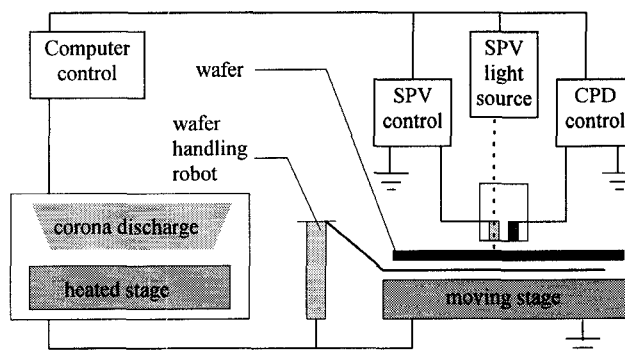 Computer
control
wafer
wafer
handling
robot
SPV
light
source
SPV
control
CPD
control
corona discharge
heated stage
moving stage